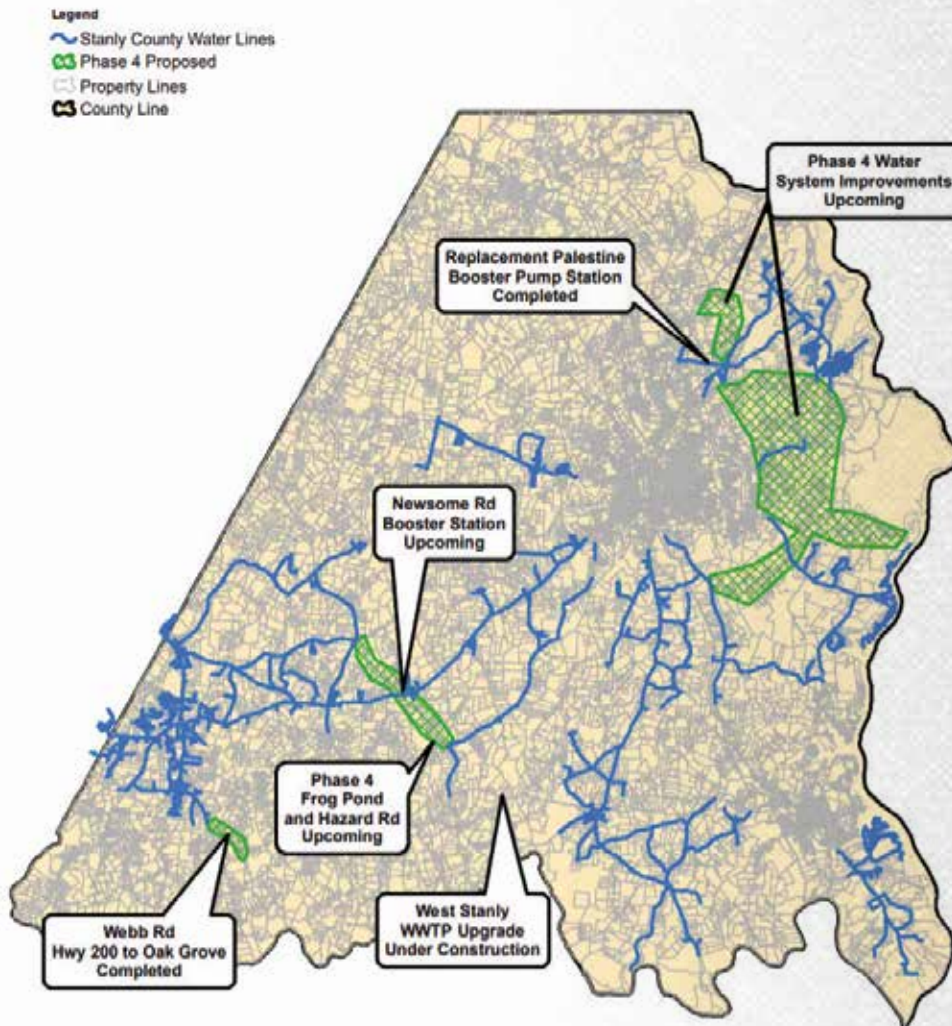 Legend
Stanly County Water Lines
Phase 4 Proposed
Property Lines
County Line
Phase 4 Water
System Improvements
Upcoming
Replacement Palestine
Booster Pump Station
Completed
Newsome Rd
Booster Station
Upcoming
Phase 4
Frog Pond
and Hazard Rd
Upcoming
West Stanly
WWTP Upgrade
Under Construction
Webb Rd
Hwy 200 to Oak Grove
Completed